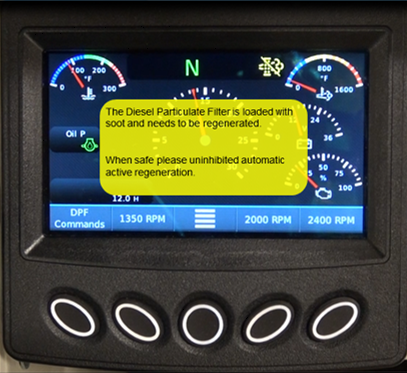 100 200
°F
0 300
N
800
°F
0 1600
The Diesel Particulate Filter is loaded with
soot and needs to be regenerated.
When safe please uninhibited automatic
active regeneration.
24
12 36
Oil P
5 25
50
%
75
0 100
12.0 H
DPF
Commands
1350 RPM
2000 RPM
2400 RPM